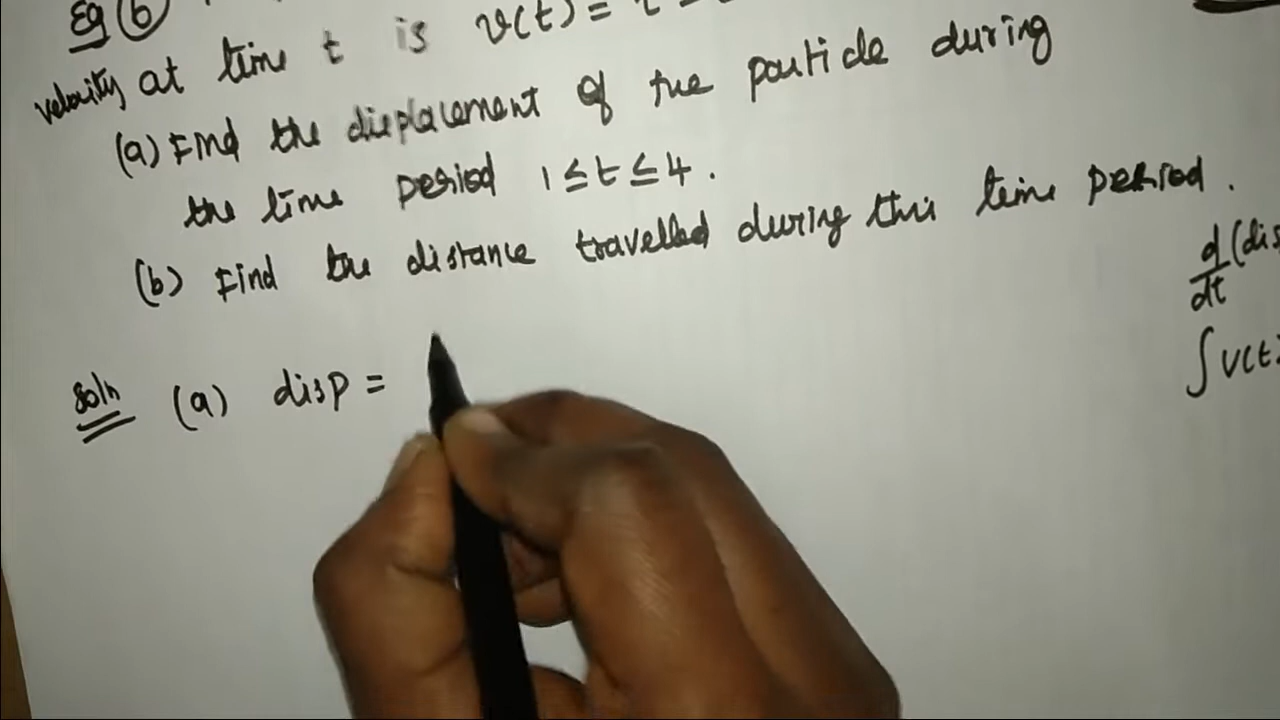 Eg (6)
velocity at time t is v(t) =
(a) Find the displacement of the particle during
the time period 1 ≤ t ≤ 4.
(b) Find the distance travelled during this time period.
d/dt (dis
∫ v(t)
Soln (a) disp =